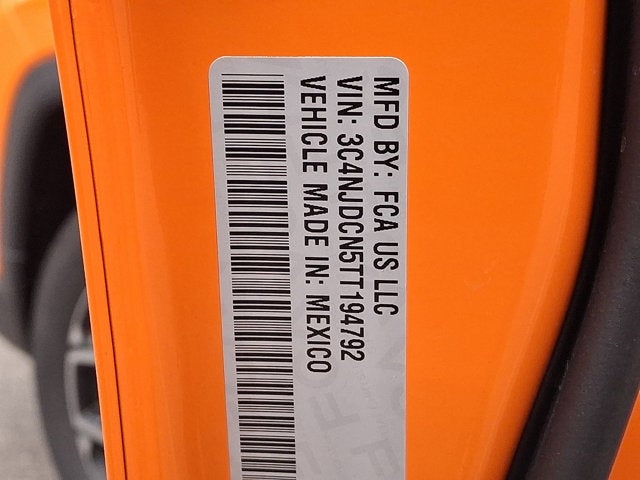 MFD BY: FCA US LLC
VIN: 3C4NJDCN5TT194792
VEHICLE MADE IN: MEXICO